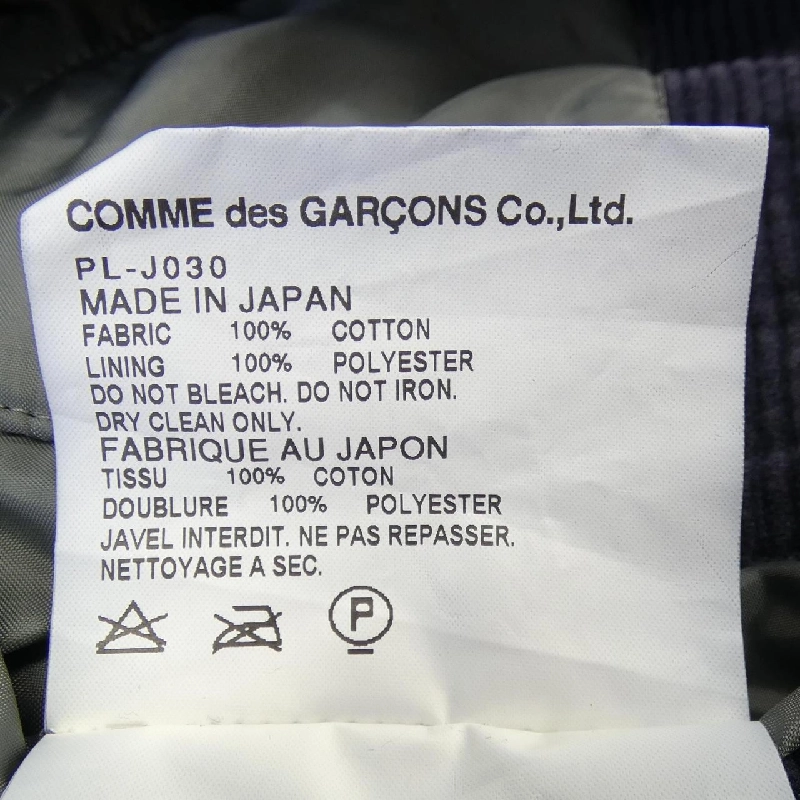 COMME des GARÇONS Co.,Ltd.
PL-J030
MADE IN JAPAN
FABRIC 100% COTTON
LINING 100% POLYESTER
DO NOT BLEACH. DO NOT IRON.
DRY CLEAN ONLY.
FABRIQUE AU JAPON
TISSU 100% COTON
DOUBLURE 100% POLYESTER
JAVEL INTERDIT. NE PAS REPASSER.
NETTOYAGE A SEC.
P